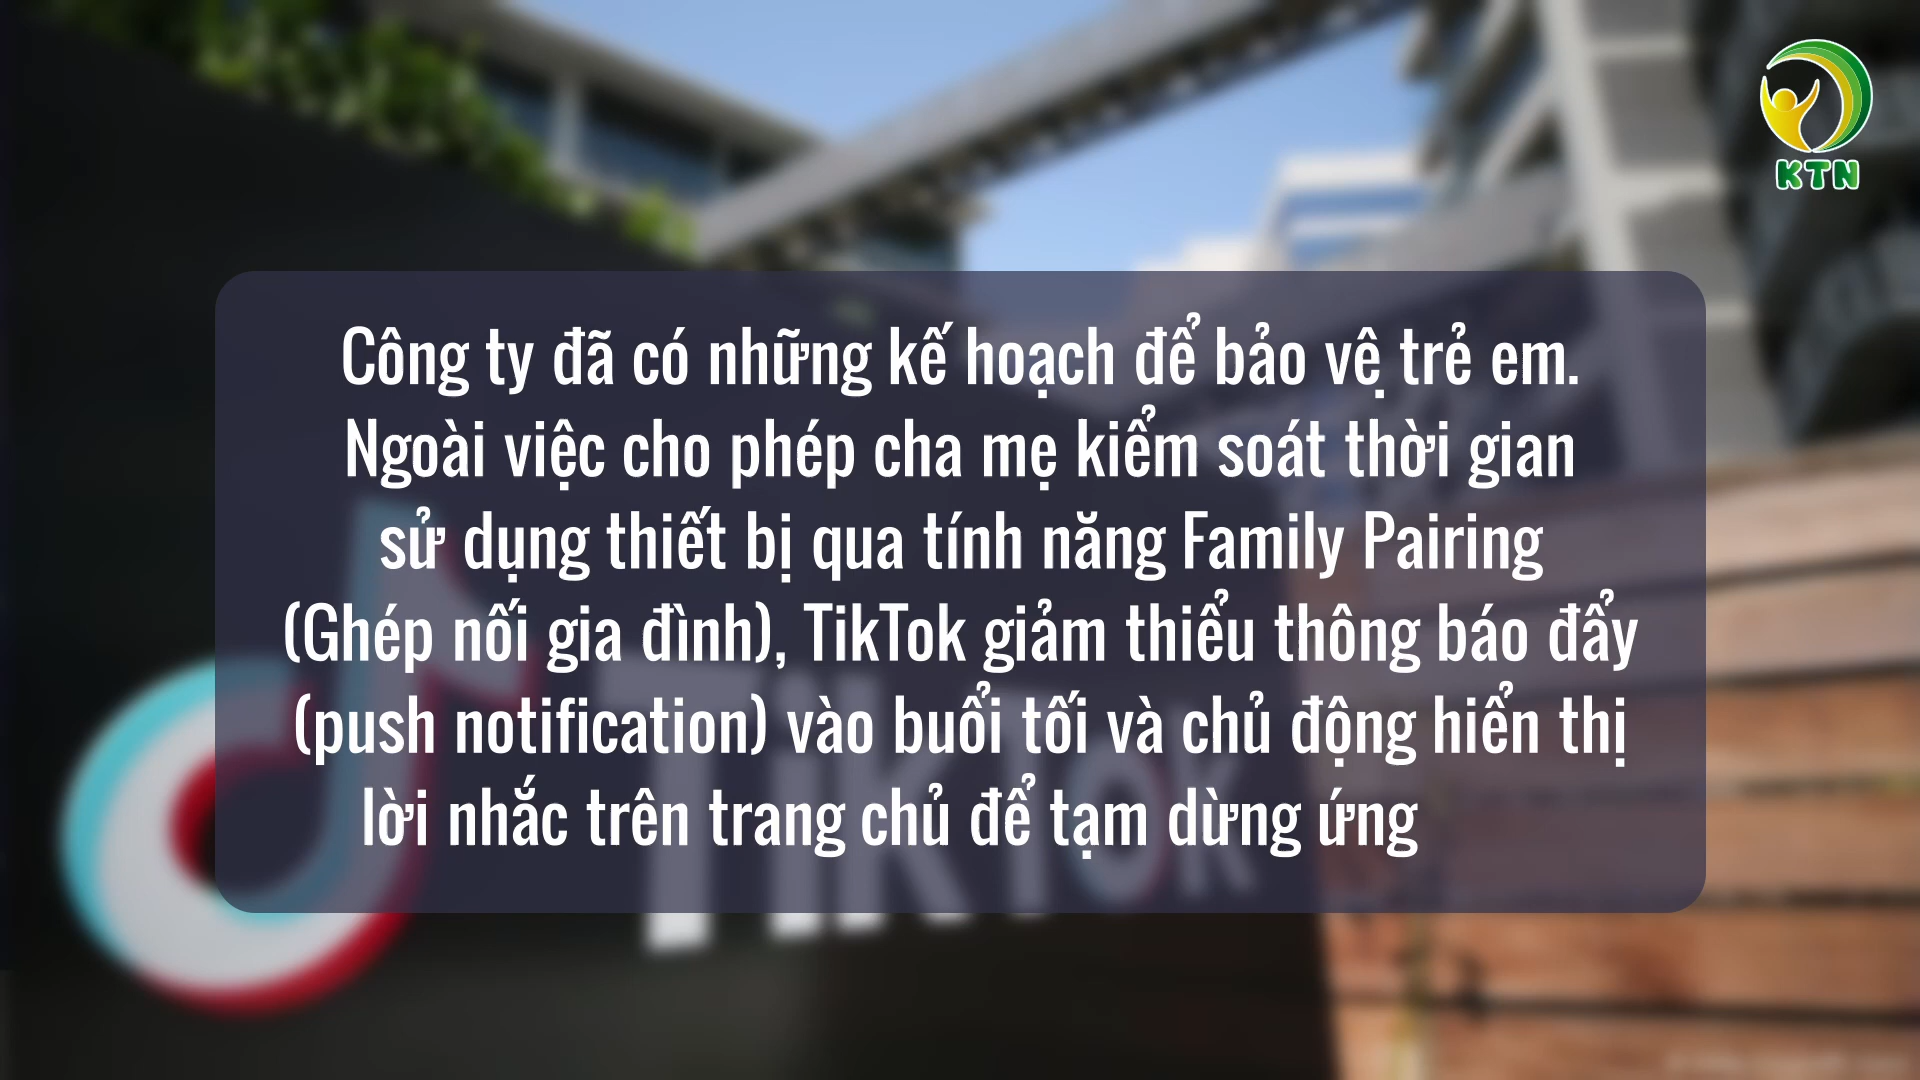 KTN
Công ty đã có những kế hoạch để bảo vệ trẻ em.
Ngoài việc cho phép cha mẹ kiểm soát thời gian
sử dụng thiết bị qua tính năng Family Pairing
(Ghép nối gia đình), TikTok giảm thiểu thông báo đẩy
(push notification) vào buổi tối và chủ động hiển thị
lời nhắc trên trang chủ để tạm dừng ứng
TikTok